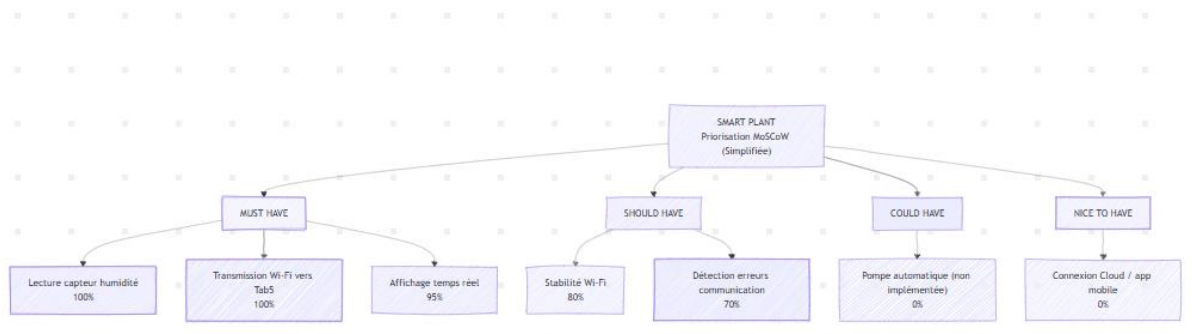 SMART PLANT
Priorisation MoSCoW
(Simplifiée)
MUST HAVE
SHOULD HAVE
COULD HAVE
NICE TO HAVE
Lecture capteur humidité
100%
Transmission Wi-Fi vers
Tab5
100%
Affichage temps réel
95%
Stabilité Wi-Fi
80%
Détection erreurs
communication
70%
Pompe automatique (non
implémentée)
0%
Connexion Cloud / app
mobile
0%